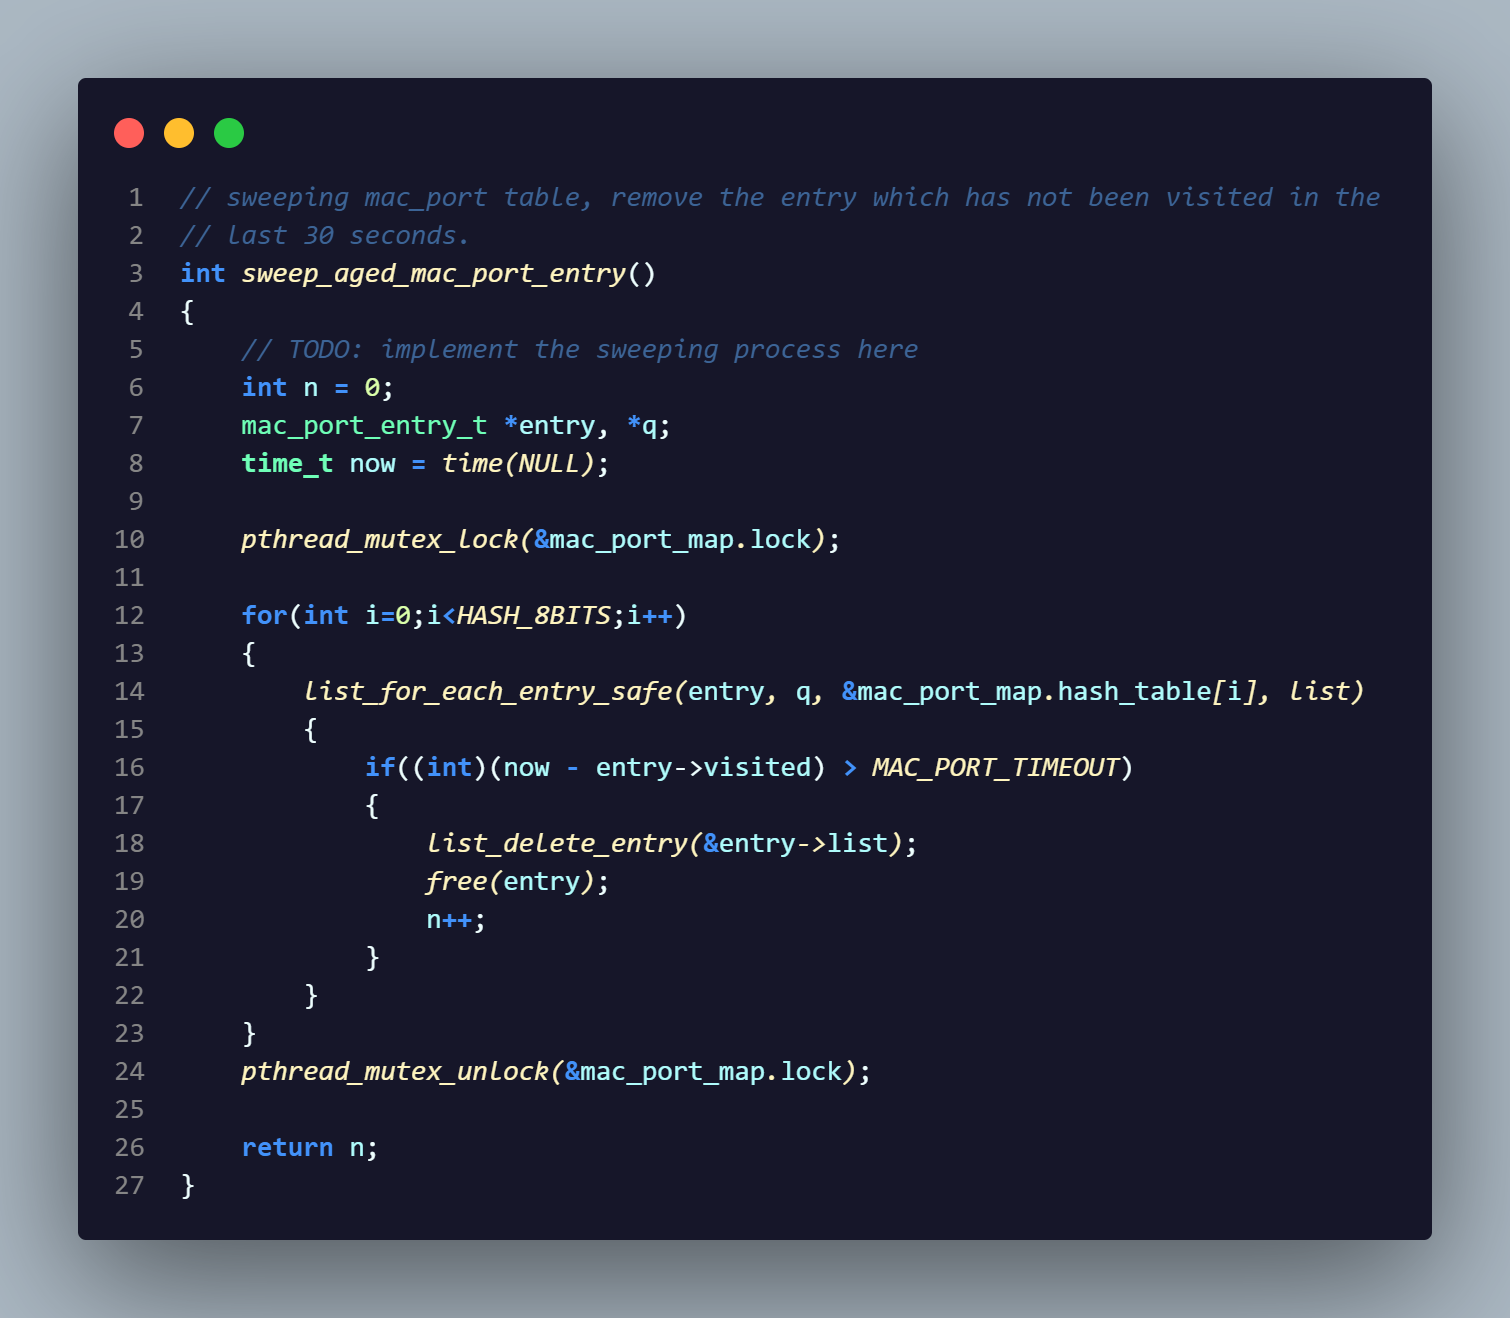 1 // sweeping mac_port table, remove the entry which has not been visited in the
2 // last 30 seconds.
3 int sweep_aged_mac_port_entry()
4 {
5     // TODO: implement the sweeping process here
6     int n = 0;
7     mac_port_entry_t *entry, *q;
8     time_t now = time(NULL);
9
10     pthread_mutex_lock(&mac_port_map.lock);
11
12     for(int i=0;i<HASH_8BITS;i++)
13     {
14         list_for_each_entry_safe(entry, q, &mac_port_map.hash_table[i], list)
15         {
16             if((int)(now - entry->visited) > MAC_PORT_TIMEOUT)
17             {
18                 list_delete_entry(&entry->list);
19                 free(entry);
20                 n++;
21             }
22         }
23     }
24     pthread_mutex_unlock(&mac_port_map.lock);
25
26     return n;
27 }